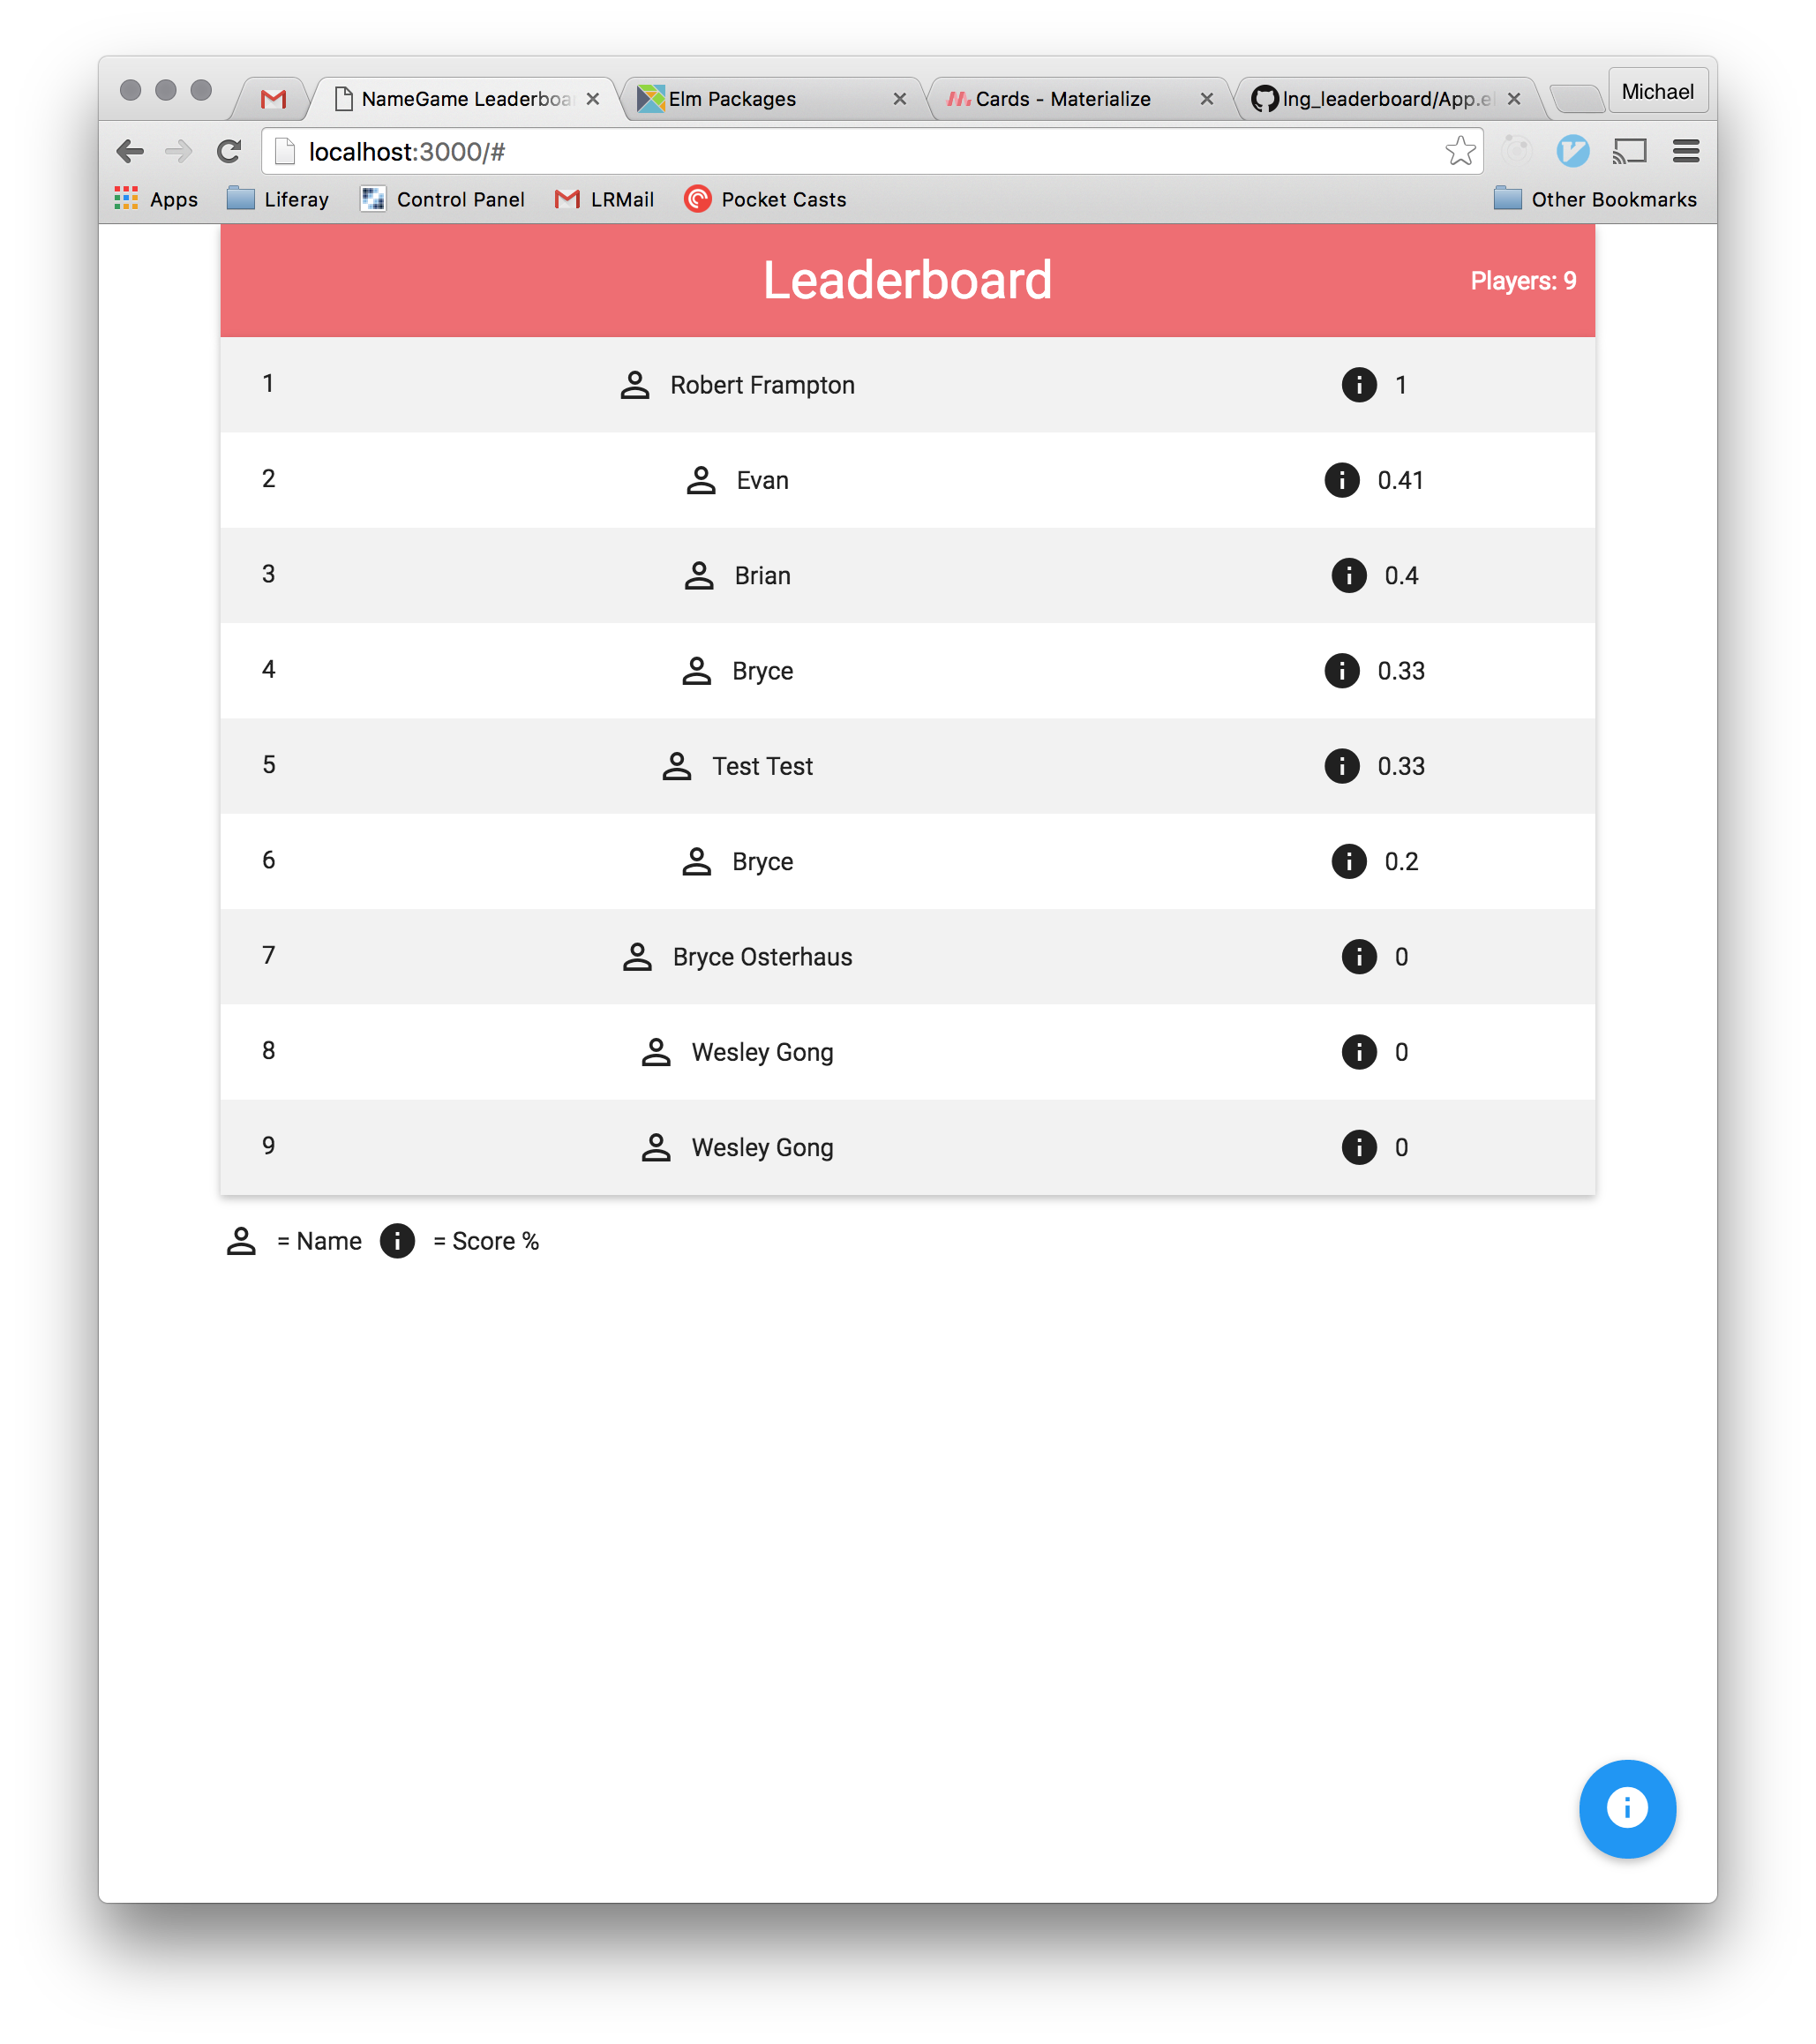 NameGame Leaderboa
Elm Packages
Cards - Materialize
lng_leaderboard/App.e
Michael
localhost:3000/#
Apps
Liferay
Control Panel
LRMail
Pocket Casts
Other Bookmarks
Leaderboard
Players: 9
1 Robert Frampton 1
2 Evan 0.41
3 Brian 0.4
4 Bryce 0.33
5 Test Test 0.33
6 Bryce 0.2
7 Bryce Osterhaus 0
8 Wesley Gong 0
9 Wesley Gong 0
= Name = Score %